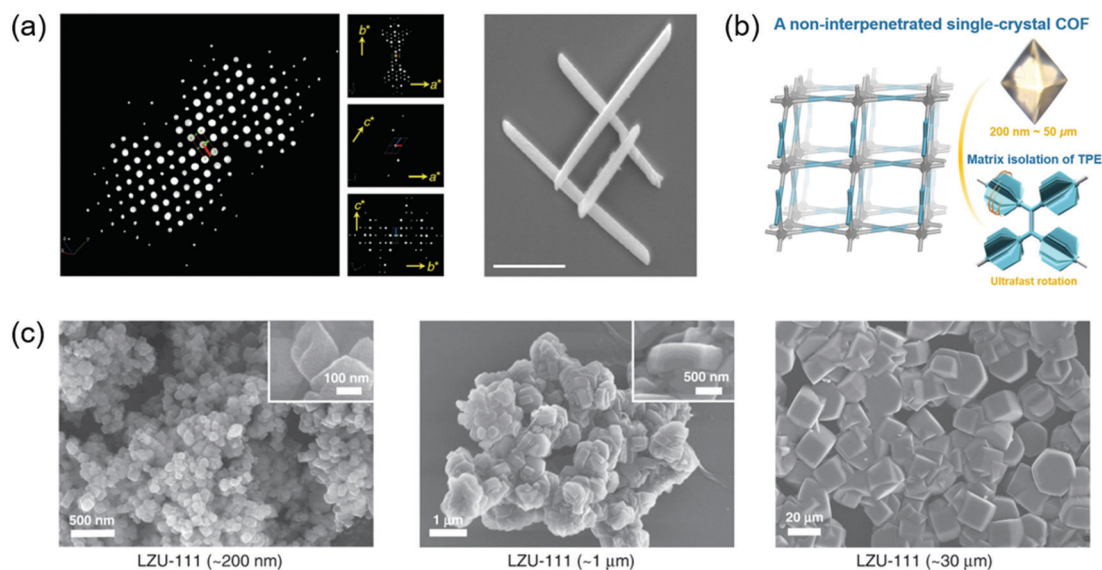 (a)
b*
a*
c*
a*
c*
b*
(b)
A non-interpenetrated single-crystal COF
200 nm ~ 50 μm
Matrix isolation of TPE
Ultrafast rotation
(c)
100 nm
500 nm
LZU-111 (~200 nm)
500 nm
1 μm
LZU-111 (~1 μm)
20 μm
LZU-111 (~30 μm)